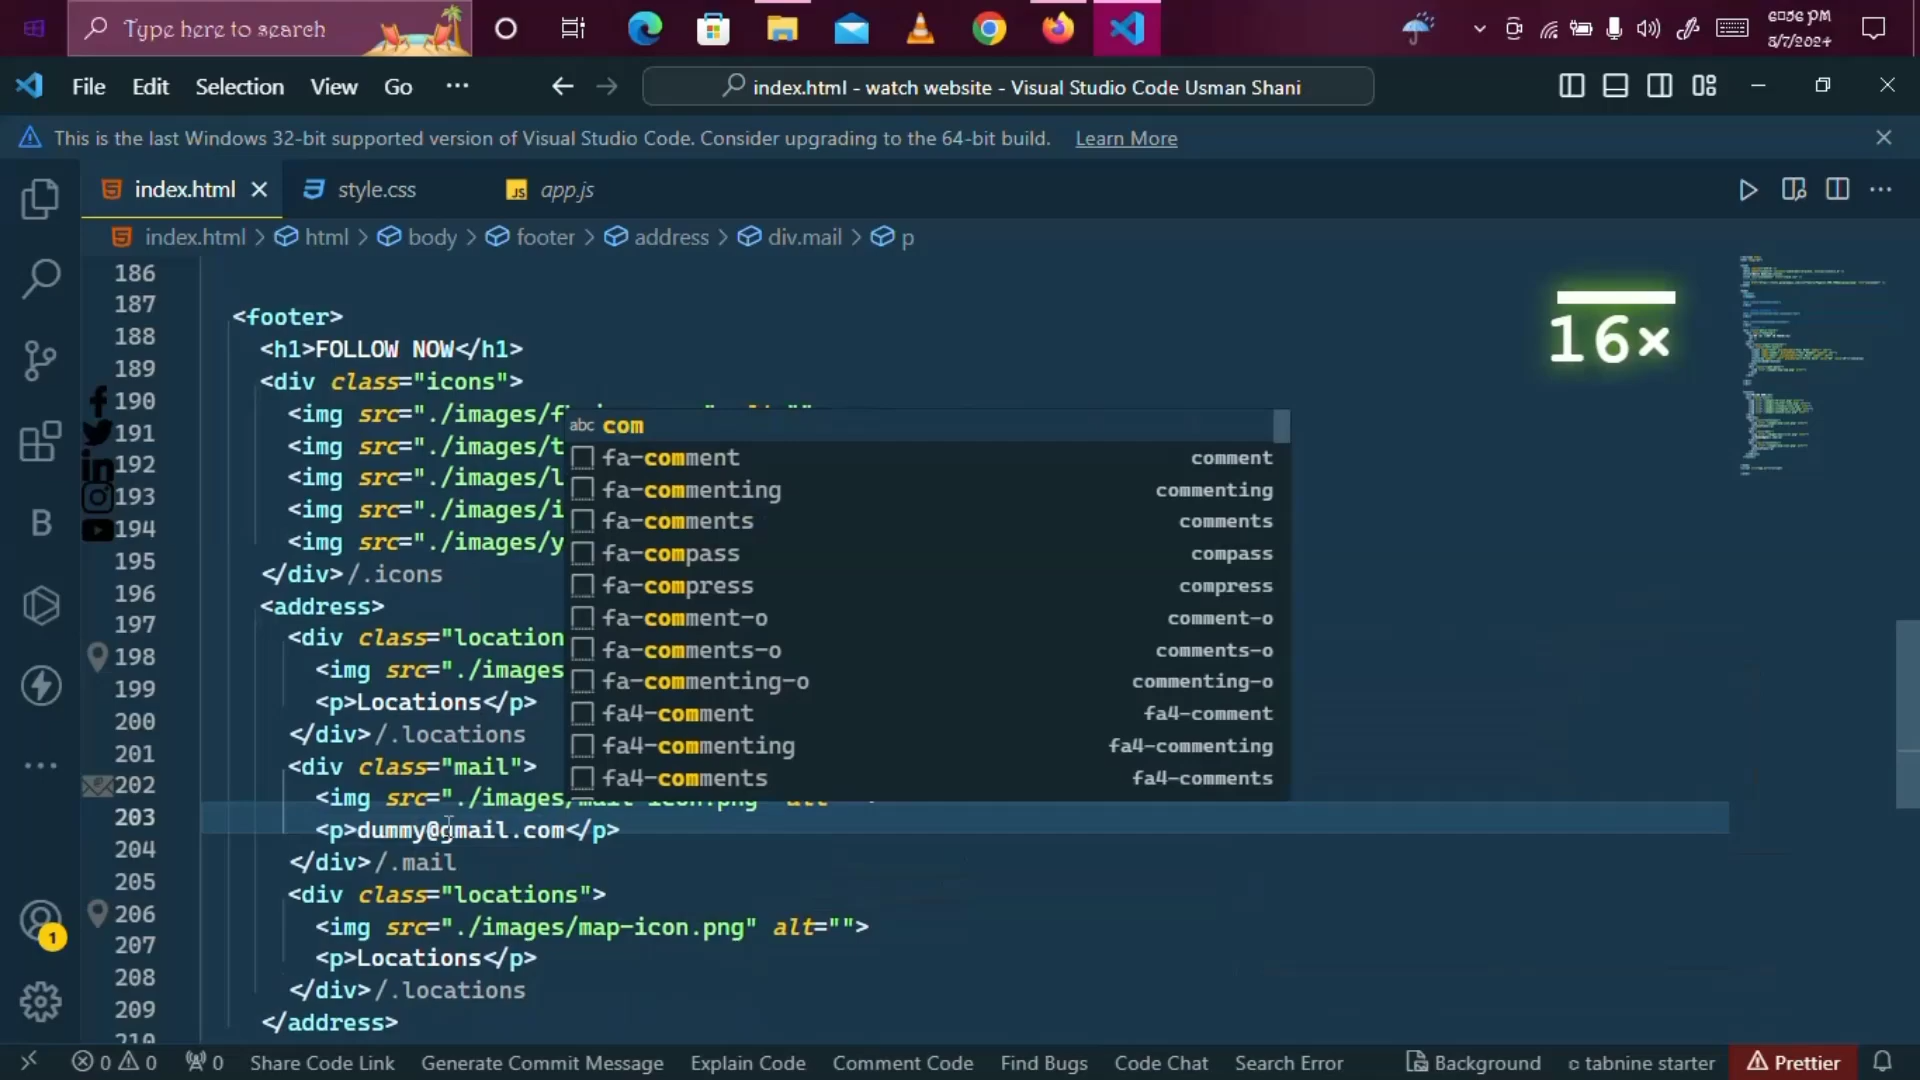 Type here to search
6:56 PM
5/7/2024
File Edit Selection View Go ···
index.html - watch website - Visual Studio Code Usman Shani
This is the last Windows 32-bit supported version of Visual Studio Code. Consider upgrading to the 64-bit build. Learn More
index.html
style.css
JS app.js
index.html > html > body > footer > address > div.mail > p
16×
186
187 <footer>
188 <h1>FOLLOW NOW</h1>
189 <div class="icons">
190 <img src="./images/f
191 <img src="./images/t
192 <img src="./images/l
193 <img src="./images/i
194 <img src="./images/y
195 </div>/.icons
196 <address>
197 <div class="location
198 <img src="./images
199 <p>Locations</p>
200 </div>/.locations
201 <div class="mail">
202 <img src="./images/mail-icon.png" alt="">
203 <p>dummy@gmail.com</p>
204 </div>/.mail
205 <div class="locations">
206 <img src="./images/map-icon.png" alt="">
207 <p>Locations</p>
208 </div>/.locations
209 </address>
210
abc com
fa-comment comment
fa-commenting commenting
fa-comments comments
fa-compass compass
fa-compress compress
fa-comment-o comment-o
fa-comments-o comments-o
fa-commenting-o commenting-o
fa4-comment fa4-comment
fa4-commenting fa4-commenting
fa4-comments fa4-comments
B
1
0 0 0 Share Code Link Generate Commit Message Explain Code Comment Code Find Bugs Code Chat Search Error Background tabnine starter Prettier